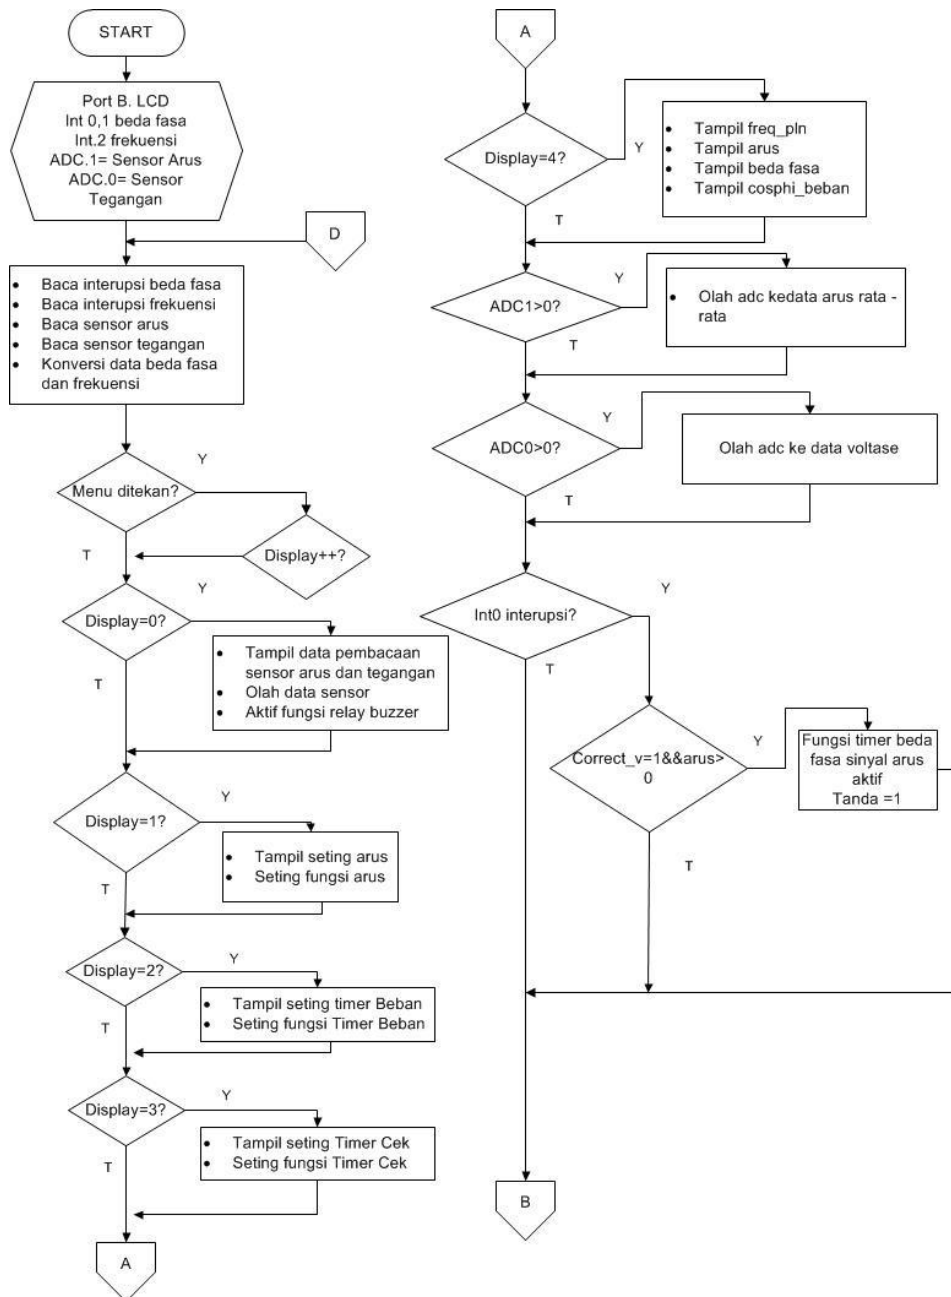 START
Port B. LCD
Int 0,1 beda fasa
Int.2 frekuensi
ADC.1= Sensor Arus
ADC.0= Sensor
Tegangan
D
• Baca interupsi beda fasa
• Baca interupsi frekuensi
• Baca sensor arus
• Baca sensor tegangan
• Konversi data beda fasa
dan frekuensi
Menu ditekan?
Y
T
Display++?
Display=0?
Y
T
• Tampil data pembacaan
sensor arus dan tegangan
• Olah data sensor
• Aktif fungsi relay buzzer
Display=1?
Y
T
• Tampil seting arus
• Seting fungsi arus
Display=2?
Y
T
• Tampil seting timer Beban
• Seting fungsi Timer Beban
Display=3?
Y
T
• Tampil seting Timer Cek
• Seting fungsi Timer Cek
A
A
Display=4?
Y
T
• Tampil freq_pln
• Tampil arus
• Tampil beda fasa
• Tampil cosphi_beban
ADC1>0?
Y
T
• Olah adc kedata arus rata -
rata
ADC0>0?
Y
T
Olah adc ke data voltase
Int0 interupsi?
Y
T
Correct_v=1&&arus>
0
Y
T
Fungsi timer beda
fasa sinyal arus
aktif
Tanda =1
B